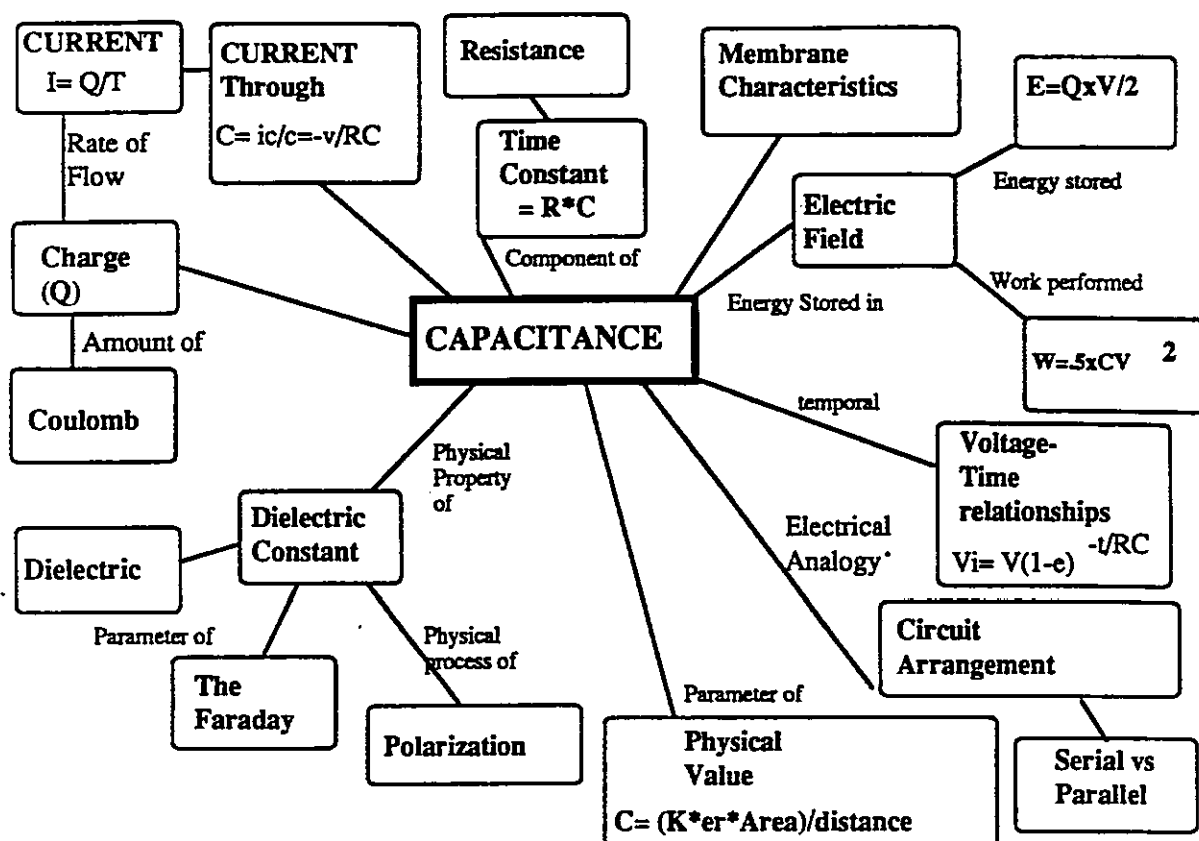 CURRENT
I= Q/T
CURRENT
Through
C= ic/c=-v/RC
Resistance
Time
Constant
= R*C
Membrane
Characteristics
E=QxV/2
Rate of
Flow
Energy stored
Electric
Field
Charge
(Q)
Component of
Work performed
Energy Stored in
CAPACITANCE
Amount of
W=.5xCV 2
Coulomb
temporal
Voltage-
Time
relationships
Vi= V(1-e) -t/RC
Physical
Property
of
Dielectric
Constant
Dielectric
Electrical
Analogy
Parameter of
Physical
process of
Circuit
Arrangement
The
Faraday
Polarization
Parameter of
Physical
Value
C= (K*er*Area)/distance
Serial vs
Parallel